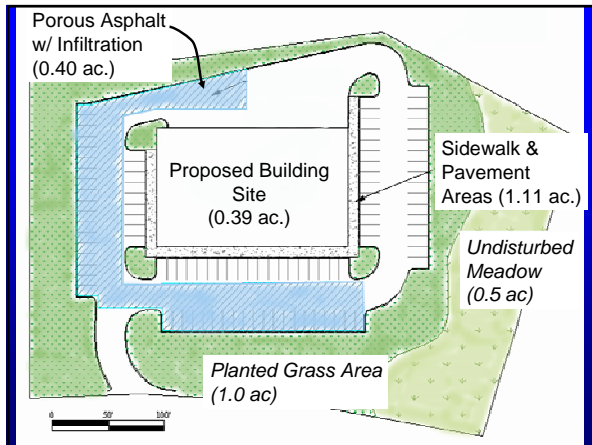 Porous Asphalt
w/ Infiltration
(0.40 ac.)
Proposed Building
Site
(0.39 ac.)
Sidewalk &
Pavement
Areas (1.11 ac.)
Undisturbed
Meadow
(0.5 ac)
Planted Grass Area
(1.0 ac)
0 50' 100'